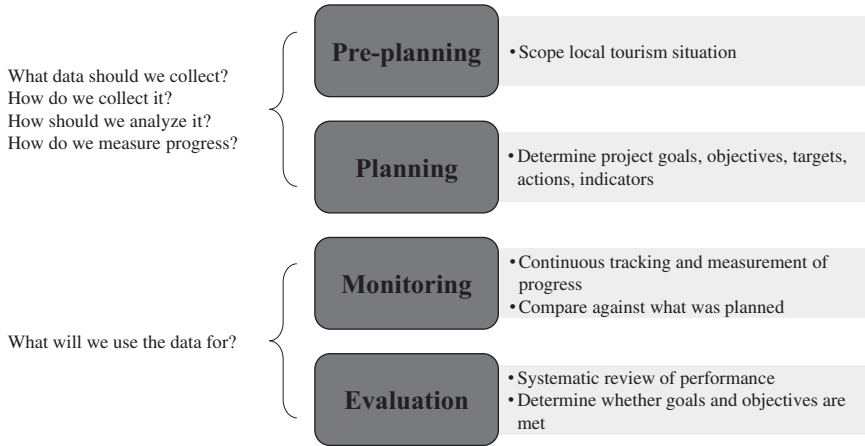 What data should we collect?
How do we collect it?
How should we analyze it?
How do we measure progress?
Pre-planning
• Scope local tourism situation
Planning
• Determine project goals, objectives, targets,
actions, indicators
What will we use the data for?
Monitoring
• Continuous tracking and measurement of
progress
• Compare against what was planned
Evaluation
• Systematic review of performance
• Determine whether goals and objectives are
met